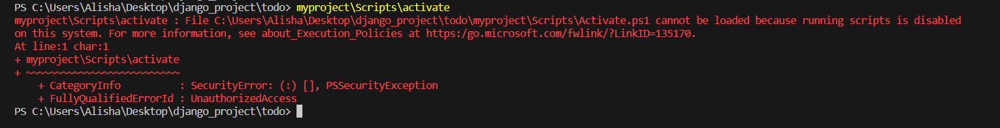 PS C:\Users\Alisha\Desktop\django_project\todo> myproject\Scripts\activate
myproject\Scripts\activate : File C:\Users\Alisha\Desktop\django_project\todo\myproject\Scripts\Activate.ps1 cannot be loaded because running scripts is disabled
on this system. For more information, see about_Execution_Policies at https:/go.microsoft.com/fwlink/?LinkID=135170.
At line:1 char:1
+ myproject\Scripts\activate
+ ~~~~~~~~~~~~~~~~~~~~~~~~~~
    + CategoryInfo          : SecurityError: (:) [], PSSecurityException
    + FullyQualifiedErrorId : UnauthorizedAccess
PS C:\Users\Alisha\Desktop\django_project\todo>